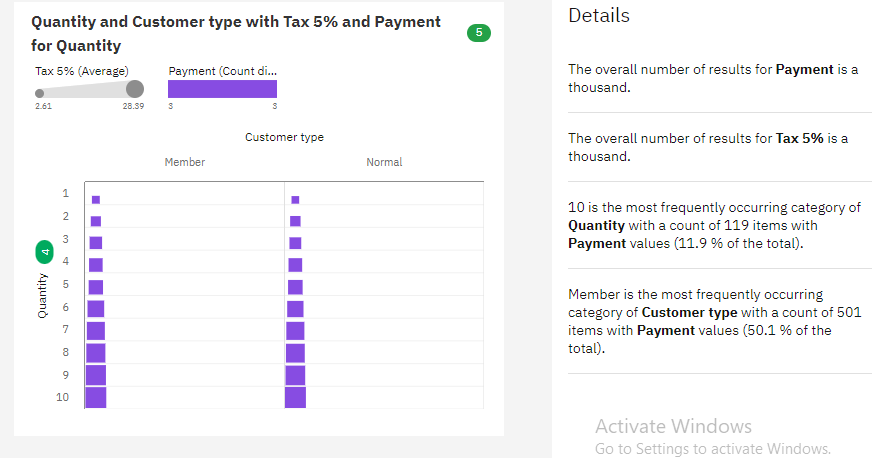 Quantity and Customer type with Tax 5% and Payment
for Quantity
5
Tax 5% (Average)
2.61
28.39
Payment (Count di...
3
3
Customer type
Member
Normal
4
Quantity
1
2
3
4
5
6
7
8
9
10
Details
The overall number of results for Payment is a
thousand.
The overall number of results for Tax 5% is a
thousand.
10 is the most frequently occurring category of
Quantity with a count of 119 items with
Payment values (11.9 % of the total).
Member is the most frequently occurring
category of Customer type with a count of 501
items with Payment values (50.1 % of the
total).
Activate Windows
Go to Settings to activate Windows.